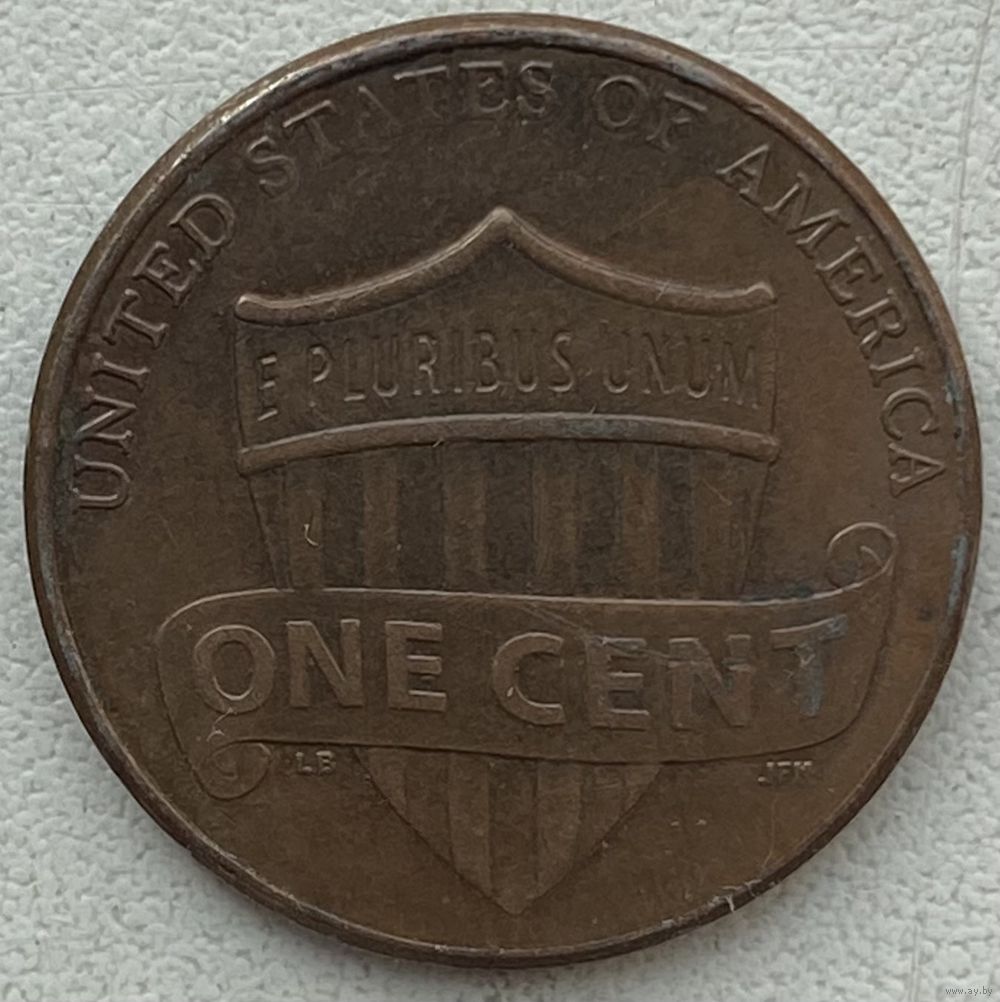 UNITED STATES OF AMERICA
E PLURIBUS UNUM
ONE CENT
LB
JFM
www.ay.by